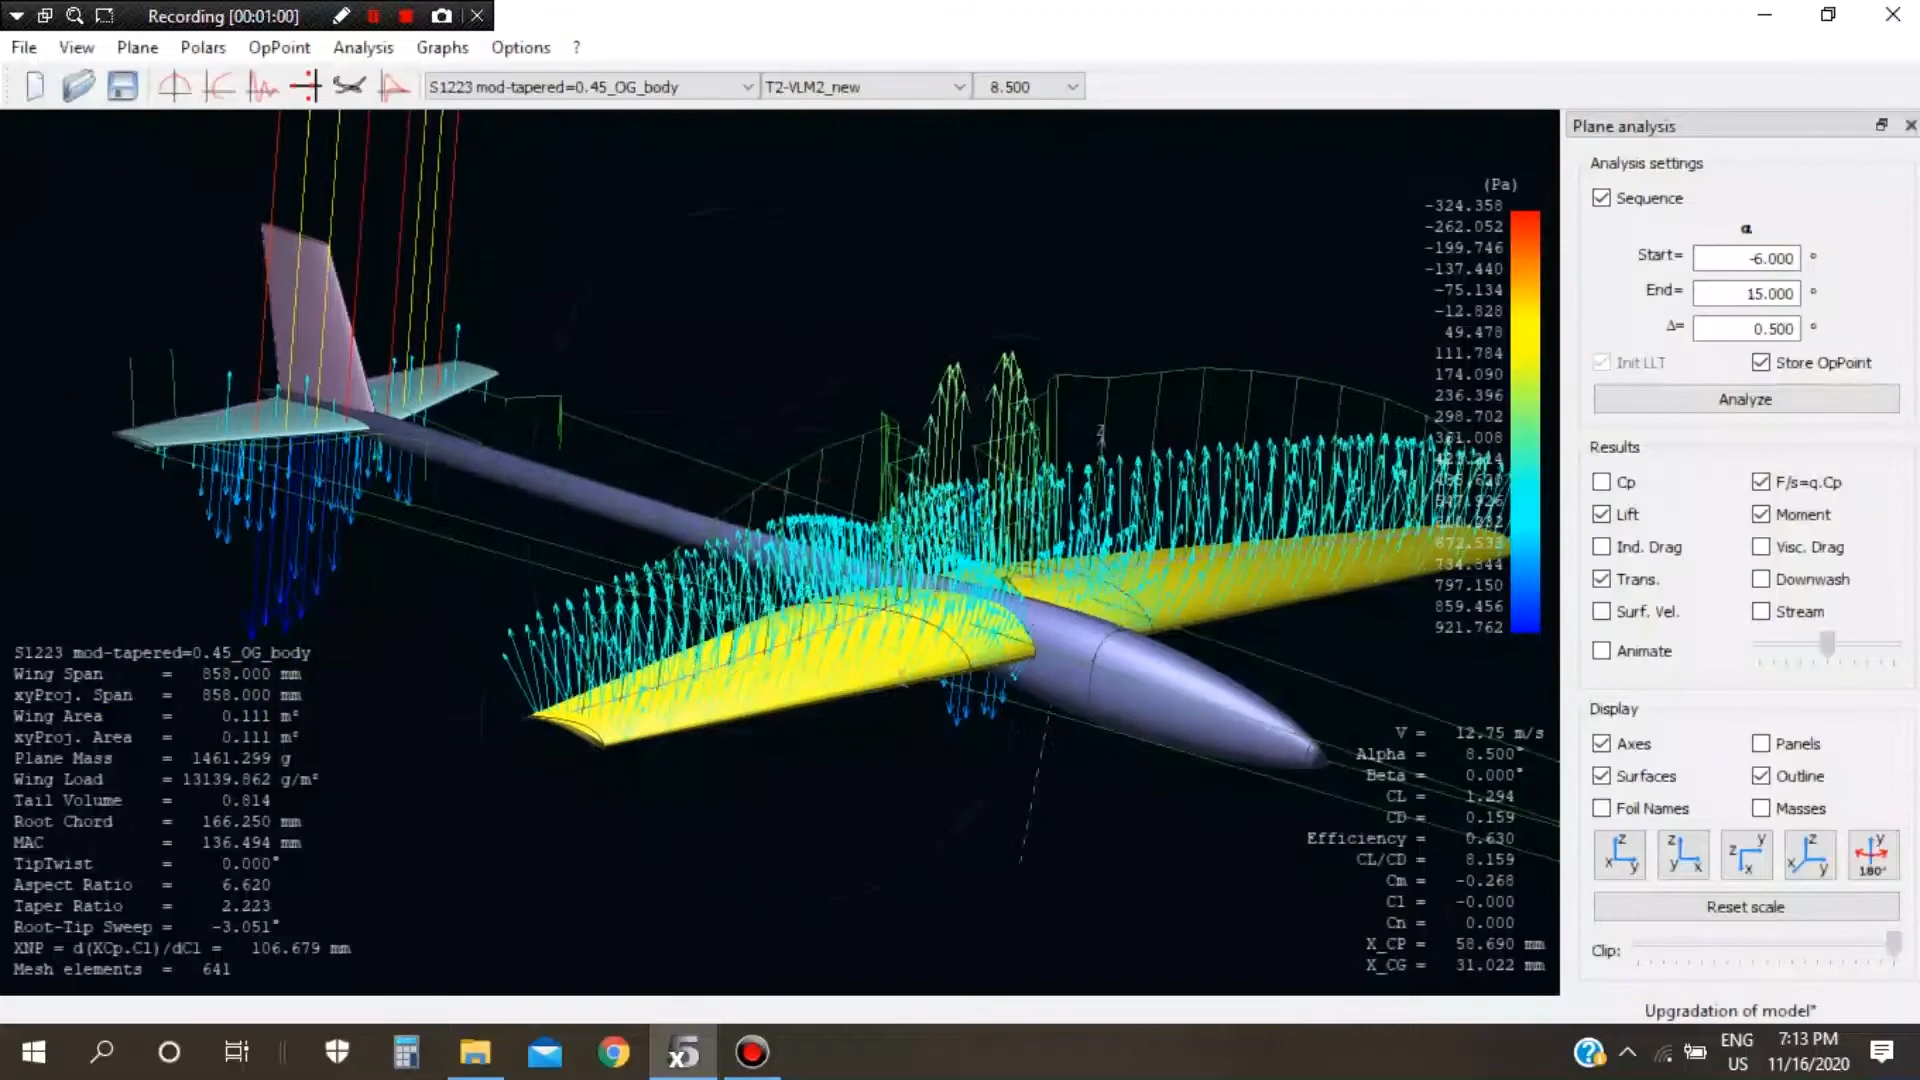 Recording [00:01:00]
File View Plane Polars OpPoint Analysis Graphs Options ?
S1223 mod-tapered=0.45_OG_body T2-VLM2_new 8.500
(Pa)
-324.358
-262.052
-199.746
-137.440
-75.134
-12.828
49.478
111.784
174.090
236.396
298.702
361.008
672.533
734.844
797.150
859.456
921.762
S1223 mod-tapered=0.45_OG_body
Wing Span = 858.000 mm
xyProj. Span = 858.000 mm
Wing Area = 0.111 m²
xyProj. Area = 0.111 m²
Plane Mass = 1461.299 g
Wing Load = 13139.862 g/m²
Tail Volume = 0.814
Root Chord = 166.250 mm
MAC = 136.494 mm
TipTwist = 0.000°
Aspect Ratio = 6.620
Taper Ratio = 2.223
Root-Tip Sweep = -3.051°
XNP = d(XCp.Cl)/dCl = 106.679 mm
Mesh elements = 641
Z
V = 12.75 m/s
Alpha = 8.500°
Beta = 0.000°
CL = 1.294
CD = 0.159
Efficiency = 0.630
CL/CD = 8.159
Cm = -0.268
Cl = -0.000
Cn = 0.000
X_CP = 58.690 mm
X_CG = 31.022 mm
Plane analysis
Analysis settings
Sequence
α
Start= -6.000 °
End= 15.000 °
Δ= 0.500 °
Init LLT Store OpPoint
Analyze
Results
Cp F/s=q.Cp
Lift Moment
Ind. Drag Visc. Drag
Trans. Downwash
Surf. Vel. Stream
Animate
Display
Axes Panels
Surfaces Outline
Foil Names Masses
z x y z y x z y x z x y y 180°
Reset scale
Clip:
Upgradation of model*
x5
ENG 7:13 PM
US 11/16/2020